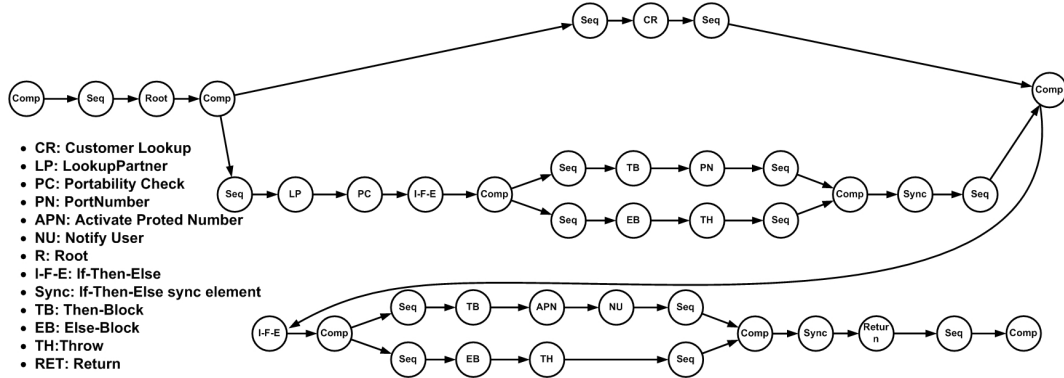 Seq CR Seq
Comp Seq Root Comp Comp
• CR: Customer Lookup
• LP: LookupPartner
• PC: Portability Check
• PN: PortNumber
• APN: Activate Proted Number
• NU: Notify User
• R: Root
• I-F-E: If-Then-Else
• Sync: If-Then-Else sync element
• TB: Then-Block
• EB: Else-Block
• TH:Throw
• RET: Return
Seq TB PN Seq
Seq LP PC I-F-E Comp Comp Sync Seq
Seq EB TH Seq
Seq TB APN NU Seq
I-F-E Comp Comp Sync Retur
n Seq Comp
Seq EB TH Seq